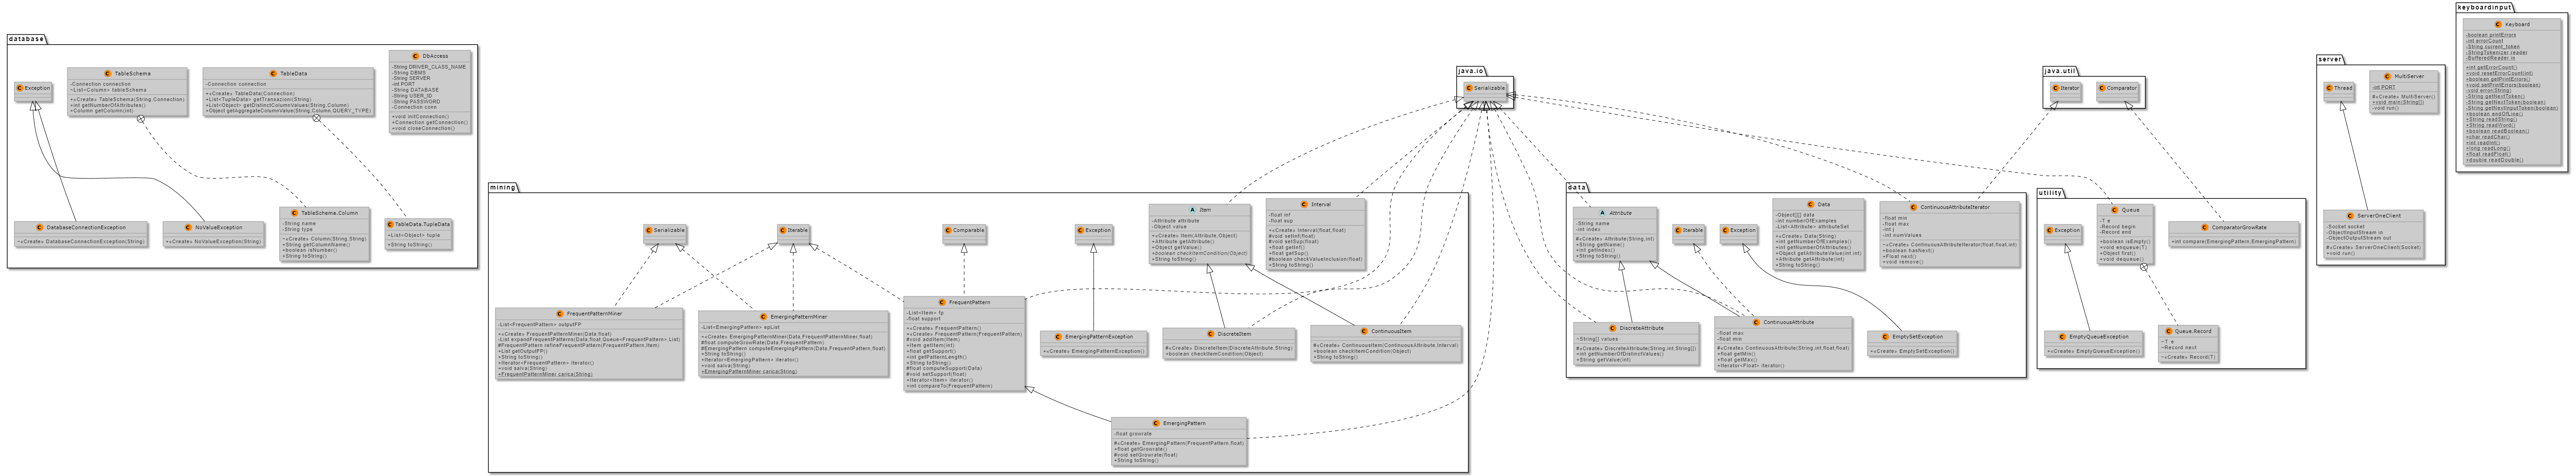 database
Exception
TableSchema
-Connection connection
~List<Column> tableSchema
+«Create» TableSchema(String,Connection)
+int getNumberOfAttributes()
+Column getColumn(int)
TableData
-Connection connection
+«Create» TableData(Connection)
+List<TupleData> getTransazioni(String)
+List<Object> getDistinctColumnValues(String,Column)
+Object getAggregateColumnValue(String,Column,QUERY_TYPE)
DbAccess
-String DRIVER_CLASS_NAME
-String DBMS
-String SERVER
-int PORT
-String DATABASE
-String USER_ID
-String PASSWORD
-Connection conn
+void initConnection()
+Connection getConnection()
+void closeConnection()
DatabaseConnectionException
~«Create» DatabaseConnectionException(String)
NoValueException
+«Create» NoValueException(String)
TableSchema.Column
-String name
-String type
~«Create» Column(String,String)
+String getColumnName()
+boolean isNumber()
+String toString()
TableData.TupleData
+List<Object> tuple
+String toString()
mining
Serializable
Iterable
Comparable
Exception
Item
-Attribute attribute
-Object value
+«Create» Item(Attribute,Object)
+Attribute getAttribute()
+Object getValue()
+boolean checkItemCondition(Object)
+String toString()
Interval
-float inf
-float sup
+«Create» Interval(float,float)
#void setInf(float)
#void setSup(float)
+float getInf()
+float getSup()
#boolean checkValueInclusion(float)
+String toString()
FrequentPatternMiner
-List<FrequentPattern> outputFP
+«Create» FrequentPatternMiner(Data,float)
-List expandFrequentPatterns(Data,float,Queue<FrequentPattern>,List)
#FrequentPattern refineFrequentPattern(FrequentPattern,Item)
+List getOutputFP()
+String toString()
+Iterator<FrequentPattern> iterator()
+void salva(String)
+FrequentPatternMiner carica(String)
EmergingPatternMiner
-List<EmergingPattern> epList
+«Create» EmergingPatternMiner(Data,FrequentPatternMiner,float)
#float computeGrowRate(Data,FrequentPattern)
#EmergingPattern computeEmergingPattern(Data,FrequentPattern,float)
+String toString()
+Iterator<EmergingPattern> iterator()
+void salva(String)
+EmergingPatternMiner carica(String)
FrequentPattern
-List<Item> fp
-float support
+«Create» FrequentPattern()
+«Create» FrequentPattern(FrequentPattern)
#void addItem(Item)
+Item getItem(int)
+float getSupport()
+int getPatternLength()
+String toString()
#float computeSupport(Data)
#void setSupport(float)
+Iterator<Item> iterator()
+int compareTo(FrequentPattern)
EmergingPatternException
+«Create» EmergingPatternException()
DiscreteItem
#«Create» DiscreteItem(DiscreteAttribute,String)
+boolean checkItemCondition(Object)
ContinuousItem
#«Create» ContinuousItem(ContinuousAttribute,Interval)
+boolean checkItemCondition(Object)
+String toString()
EmergingPattern
-float growrate
#«Create» EmergingPattern(FrequentPattern,float)
+float getGrowrate()
#void setGrowrate(float)
+String toString()
java.io
Serializable
data
Attribute
-String name
-int index
#«Create» Attribute(String,int)
+String getName()
+int getIndex()
+String toString()
Iterable
Exception
Data
-Object[][] data
-int numberOfExamples
-List<Attribute> attributeSet
+«Create» Data(String)
+int getNumberOfExamples()
+int getNumberOfAttributes()
+Object getAttributeValue(int,int)
+Attribute getAttribute(int)
+String toString()
ContinuousAttributeIterator
-float min
-float max
-int j
-int numValues
~«Create» ContinuousAttributeIterator(float,float,int)
+boolean hasNext()
+Float next()
+void remove()
DiscreteAttribute
~String[] values
#«Create» DiscreteAttribute(String,int,String[])
+int getNumberOfDistinctValues()
+String getValue(int)
ContinuousAttribute
-float max
-float min
#«Create» ContinuousAttribute(String,int,float,float)
+float getMin()
+float getMax()
+Iterator<Float> iterator()
EmptySetException
+«Create» EmptySetException()
java.util
Iterator
Comparator
utility
Exception
Queue
-T e
-Record begin
-Record end
+boolean isEmpty()
+void enqueue(T)
+Object first()
+void dequeue()
ComparatorGrowRate
+int compare(EmergingPattern,EmergingPattern)
EmptyQueueException
+«Create» EmptyQueueException()
Queue.Record
~T e
~Record next
~«Create» Record(T)
server
Thread
MultiServer
-int PORT
#«Create» MultiServer()
+void main(String[])
-void run()
ServerOneClient
-Socket socket
-ObjectInputStream in
-ObjectOutputStream out
#«Create» ServerOneClient(Socket)
+void run()
keyboardinput
Keyboard
-boolean printErrors
-int errorCount
-String current_token
-StringTokenizer reader
-BufferedReader in
+int getErrorCount()
+void resetErrorCount(int)
+boolean getPrintErrors()
+void setPrintErrors(boolean)
-void error(String)
-String getNextToken()
-String getNextToken(boolean)
-String getNextInputToken(boolean)
+boolean endOfLine()
+String readString()
+String readWord()
+boolean readBoolean()
+char readChar()
+int readInt()
+long readLong()
+float readFloat()
+double readDouble()